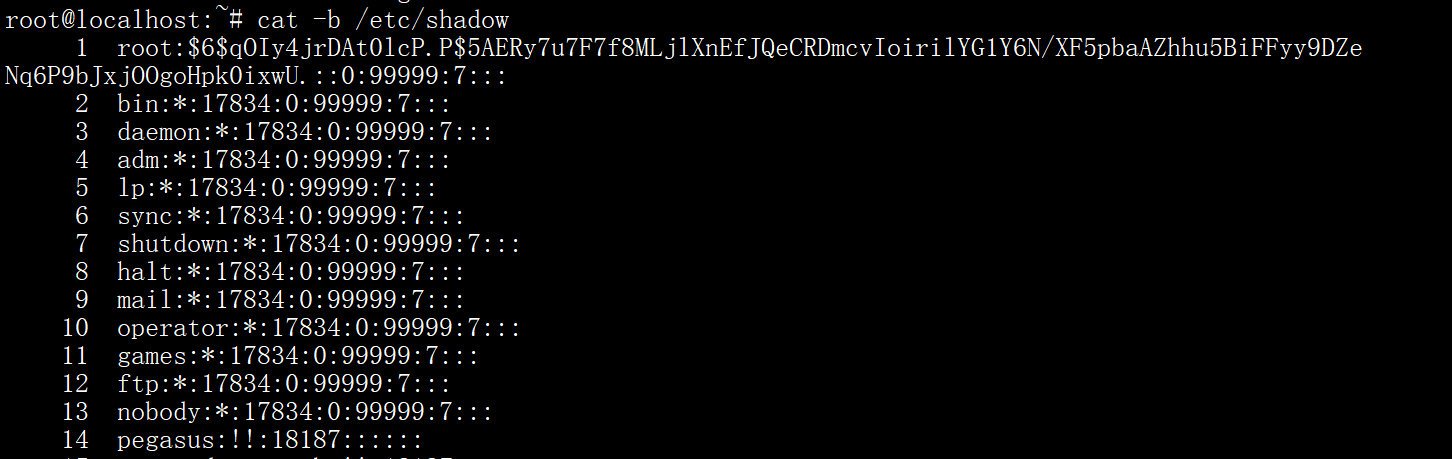 root@localhost:~# cat -b /etc/shadow
     1  root:$6$qOIy4jrDAt0lcP.P$5AERy7u7F7f8MLjlXnEfJQeCRDmcvIoirilYG1Y6N/XF5pbaAZhhu5BiFFyy9DZe
Nq6P9bJxjOOgoHpk0ixwU.::0:99999:7:::
     2  bin:*:17834:0:99999:7:::
     3  daemon:*:17834:0:99999:7:::
     4  adm:*:17834:0:99999:7:::
     5  lp:*:17834:0:99999:7:::
     6  sync:*:17834:0:99999:7:::
     7  shutdown:*:17834:0:99999:7:::
     8  halt:*:17834:0:99999:7:::
     9  mail:*:17834:0:99999:7:::
    10  operator:*:17834:0:99999:7:::
    11  games:*:17834:0:99999:7:::
    12  ftp:*:17834:0:99999:7:::
    13  nobody:*:17834:0:99999:7:::
    14  pegasus:!!:18187::::::